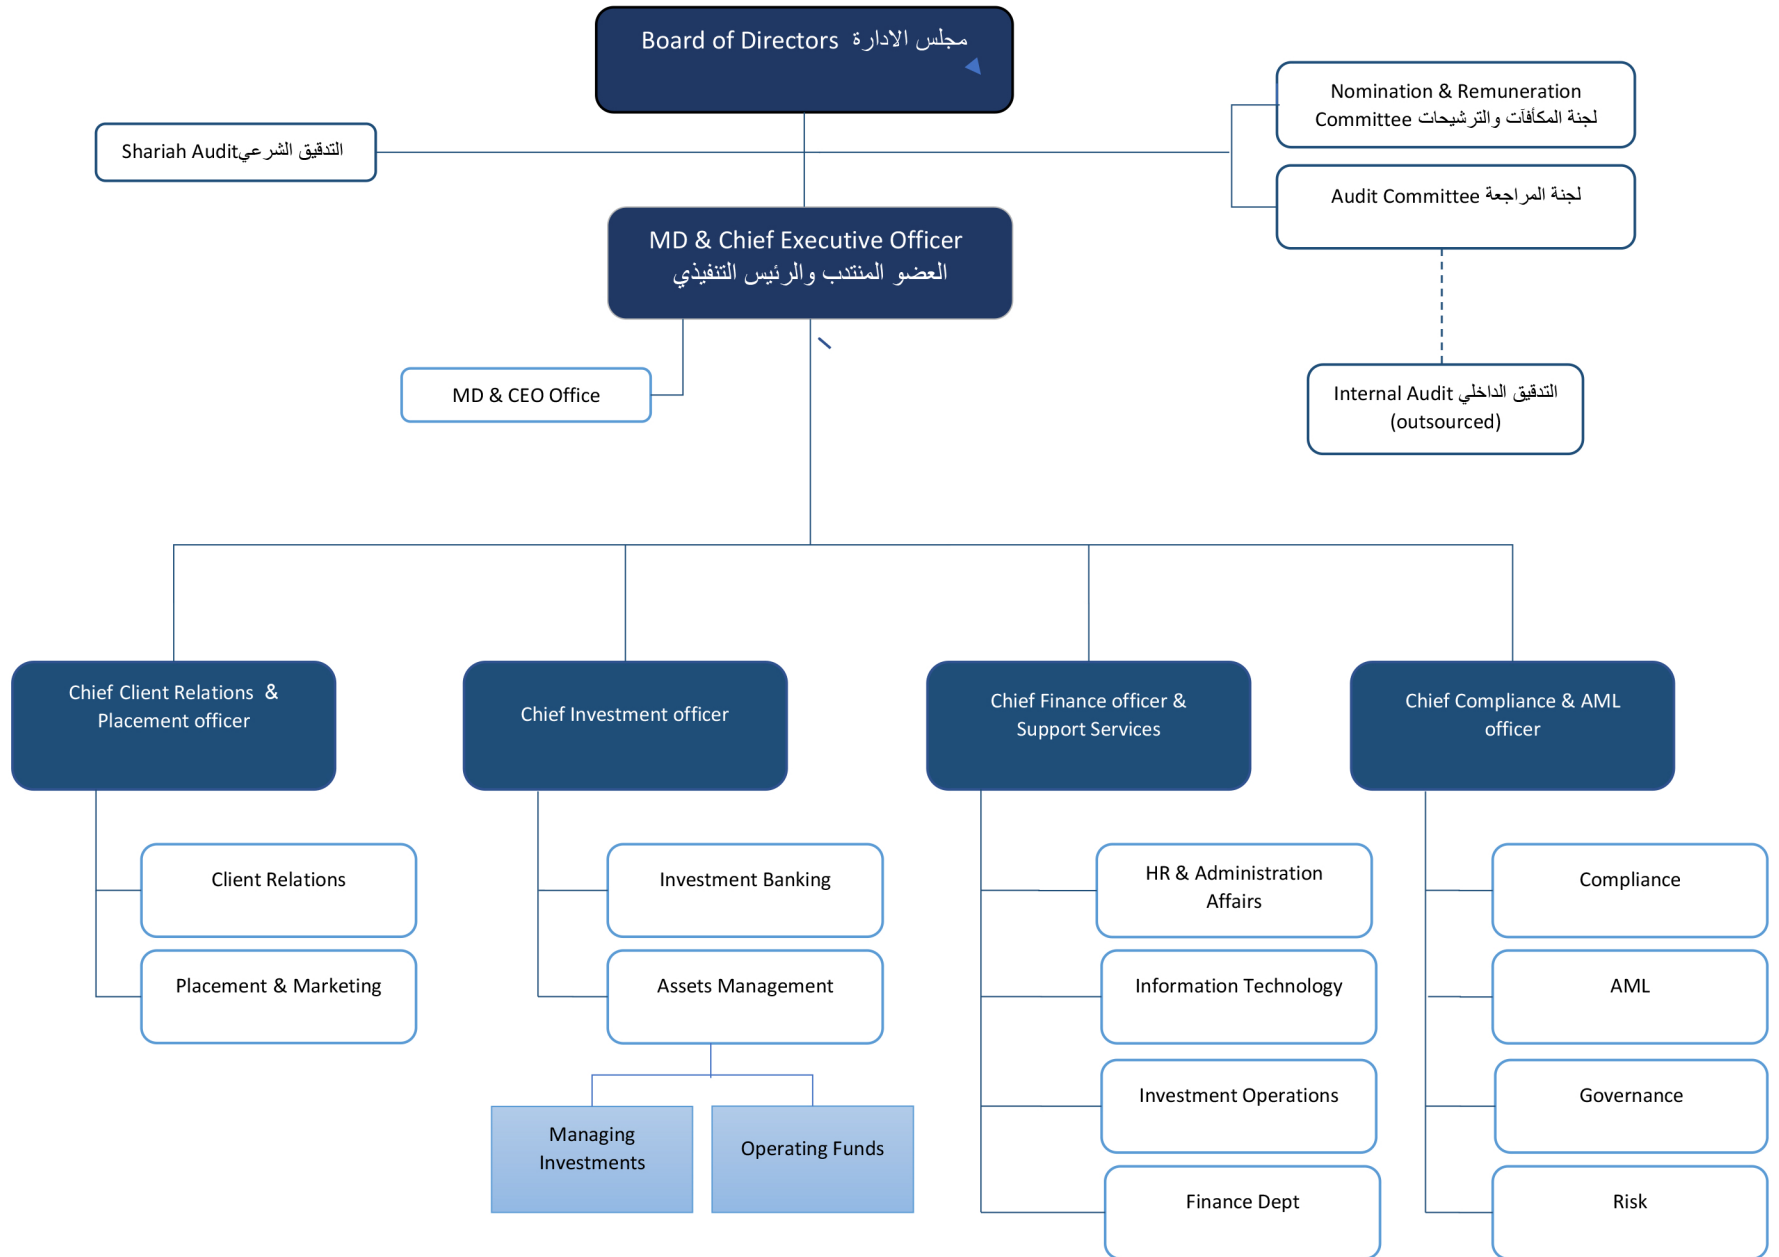 Board of Directors مجلس الادارة
Nomination & Remuneration
Committee لجنة المكأفآت والترشيحات
Shariah Auditالتدقيق الشرعي
Audit Committee لجنة المراجعة
MD & Chief Executive Officer
العضو المنتدب والرئيس التنفيذي
MD & CEO Office
Internal Audit التدقيق الداخلي
(outsourced)
Chief Client Relations &
Placement officer
Chief Investment officer
Chief Finance officer &
Support Services
Chief Compliance & AML
officer
Client Relations
Investment Banking
HR & Administration
Affairs
Compliance
Placement & Marketing
Assets Management
Information Technology
AML
Managing
Investments
Operating Funds
Investment Operations
Governance
Finance Dept
Risk